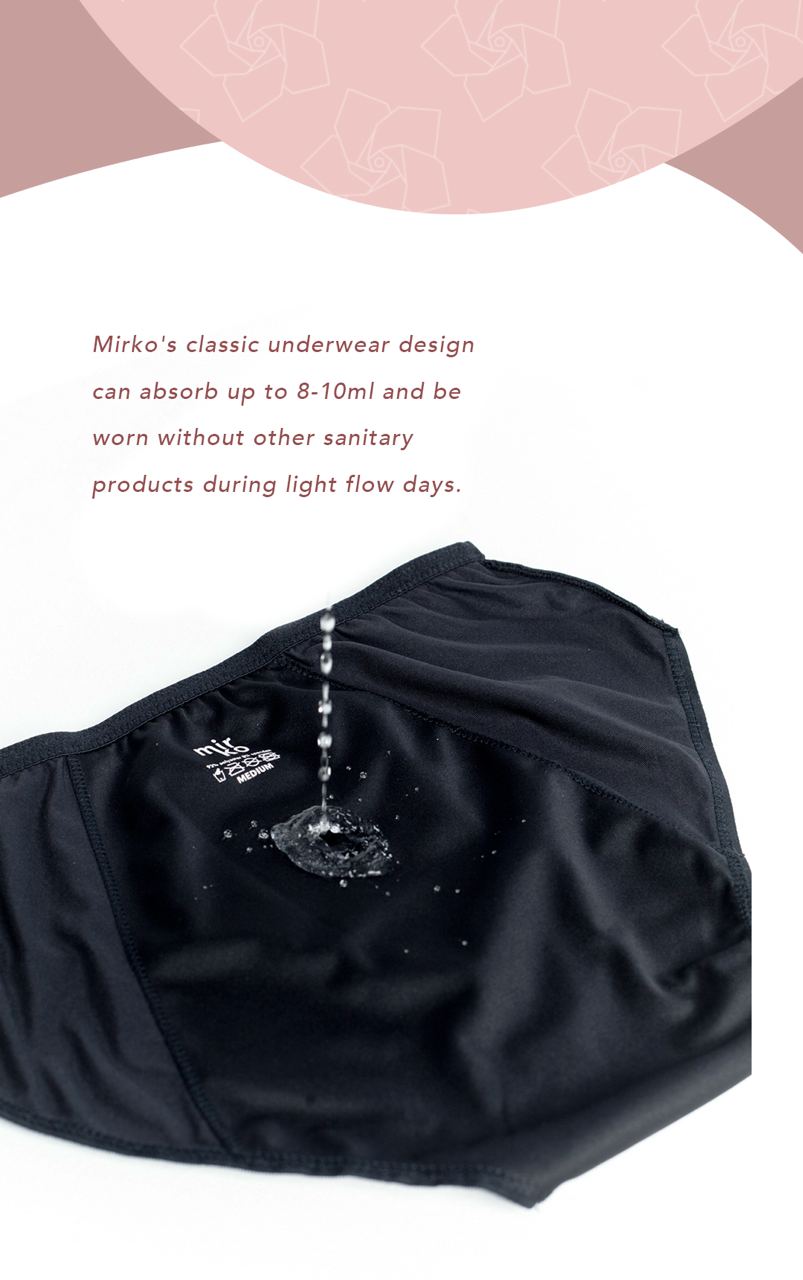 Mirko's classic underwear design
can absorb up to 8-10ml and be
worn without other sanitary
products during light flow days.
mirko
MEDIUM